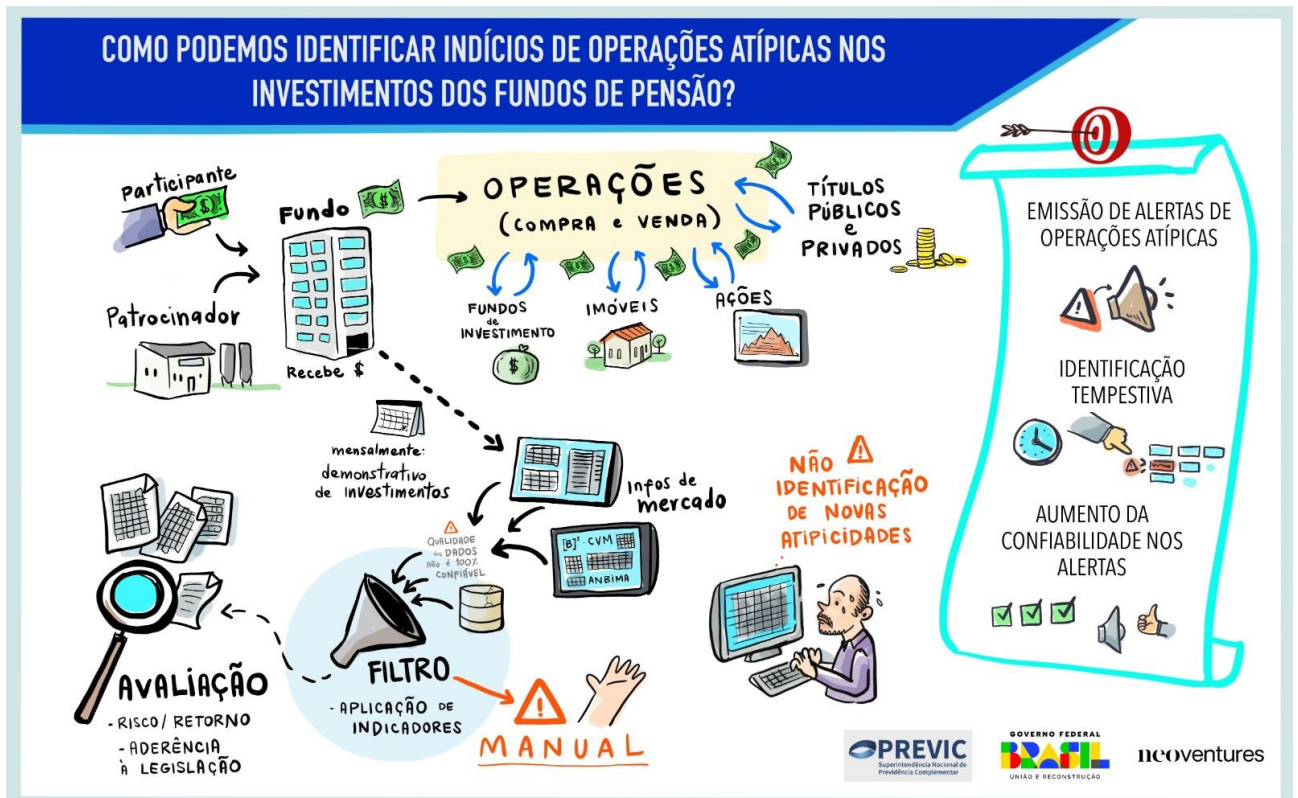 COMO PODEMOS IDENTIFICAR INDÍCIOS DE OPERAÇÕES ATÍPICAS NOS
INVESTIMENTOS DOS FUNDOS DE PENSÃO?
Participante
Patrocinador
Fundo
Recebe $
OPERAÇÕES
(COMPRA e VENDA)
TÍTULOS
PÚBLICOS
e
PRIVADOS
FUNDOS
de
INVESTIMENTO
$
IMÓVEIS
AÇÕES
mensalmente:
demonstrativo
de investimentos
Infos de
mercado
[B]³ · CVM
ANBIMA
QUALIDADE
dos DADOS
não é 100%
CONFIÁVEL
FILTRO
- APLICAÇÃO DE
INDICADORES
MANUAL
AVALIAÇÃO
- RISCO/ RETORNO
- ADERÊNCIA
À LEGISLAÇÃO
NÃO
IDENTIFICAÇÃO
DE NOVAS
ATIPICIDADES
EMISSÃO DE ALERTAS DE
OPERAÇÕES ATÍPICAS
IDENTIFICAÇÃO
TEMPESTIVA
AUMENTO DA
CONFIABILIDADE NOS
ALERTAS
PREVIC
Superintendência Nacional de
Previdência Complementar
GOVERNO FEDERAL
BRASIL
UNIÃO E RECONSTRUÇÃO
neoventures